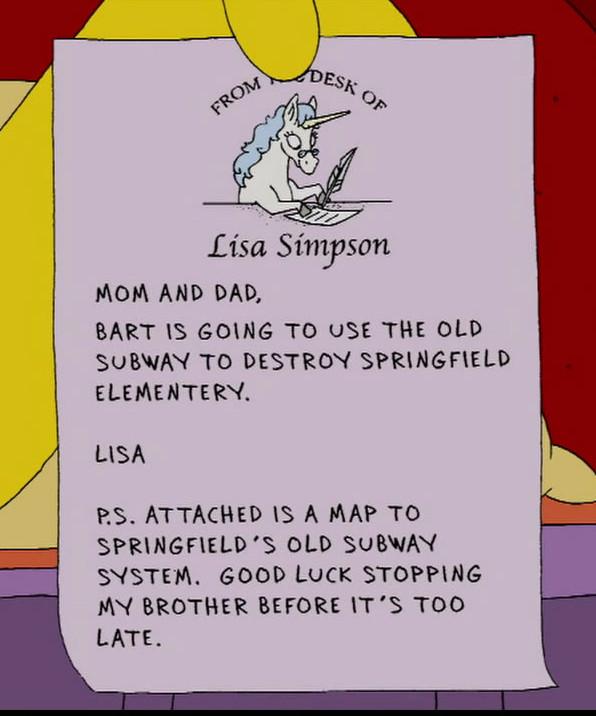 FROM DESK OF
Lisa Simpson
MOM AND DAD,
BART IS GOING TO USE THE OLD
SUBWAY TO DESTROY SPRINGFIELD
ELEMENTERY.
LISA
P.S. ATTACHED IS A MAP TO
SPRINGFIELD'S OLD SUBWAY
SYSTEM. GOOD LUCK STOPPING
MY BROTHER BEFORE IT'S TOO
LATE.